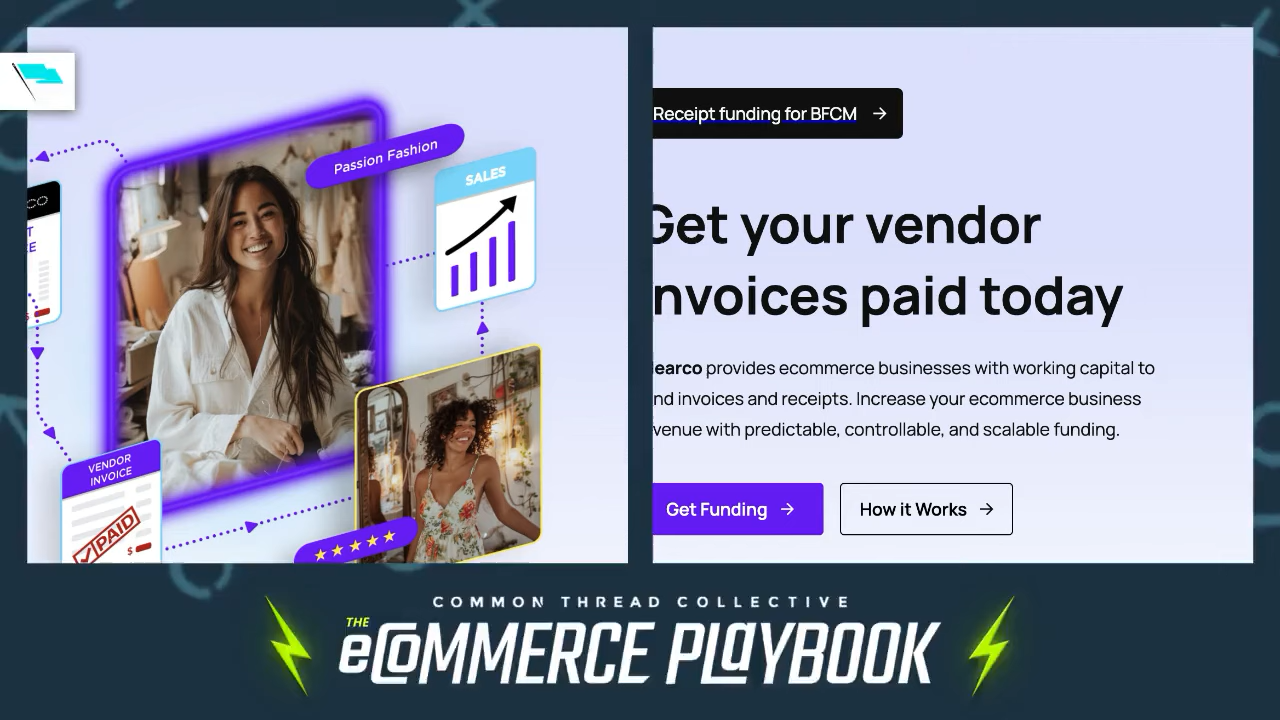 Passion Fashion
SALES
CO
T
E
VENDOR
INVOICE
PAID
$
Receipt funding for BFCM
Get your vendor
nvoices paid today
learco provides ecommerce businesses with working capital to
nd invoices and receipts. Increase your ecommerce business
venue with predictable, controllable, and scalable funding.
Get Funding
How it Works
COMMON THREAD COLLECTIVE
THE
eCOMMERCE PLaYBOOK